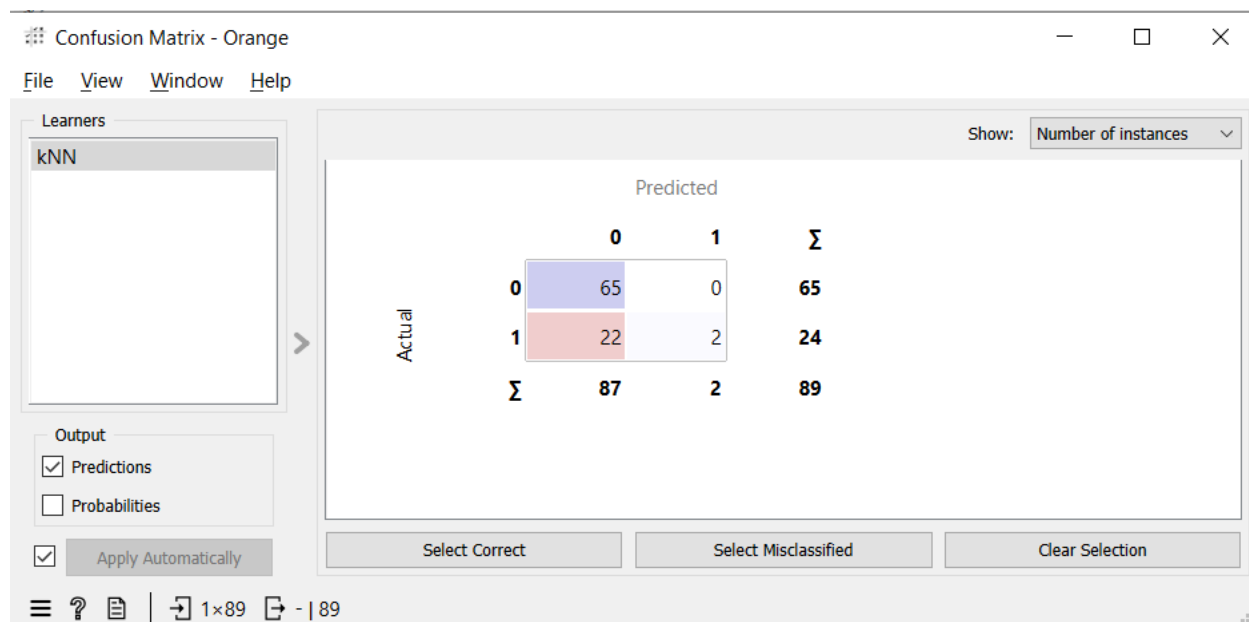 Confusion Matrix - Orange
File View Window Help
Learners
kNN
Show: Number of instances
Predicted
0 1 Σ
Actual
0 65 0 65
1 22 2 24
Σ 87 2 89
Output
Predictions
Probabilities
Apply Automatically
Select Correct Select Misclassified Clear Selection
1×89 - | 89